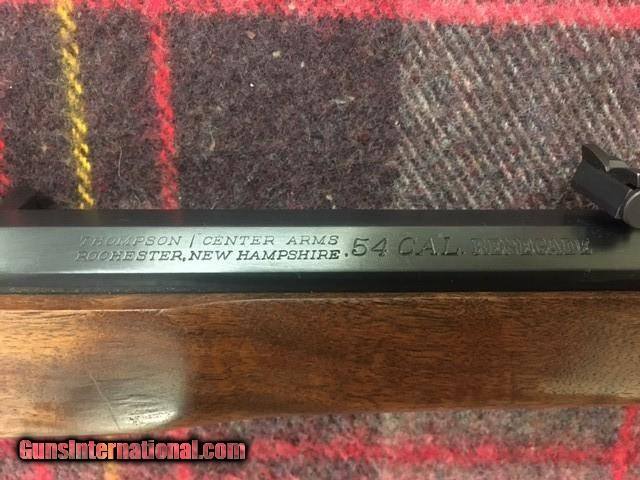 THOMPSON / CENTER ARMS
ROCHESTER, NEW HAMPSHIRE. .54 CAL. RENEGADE
GunsInternational.com